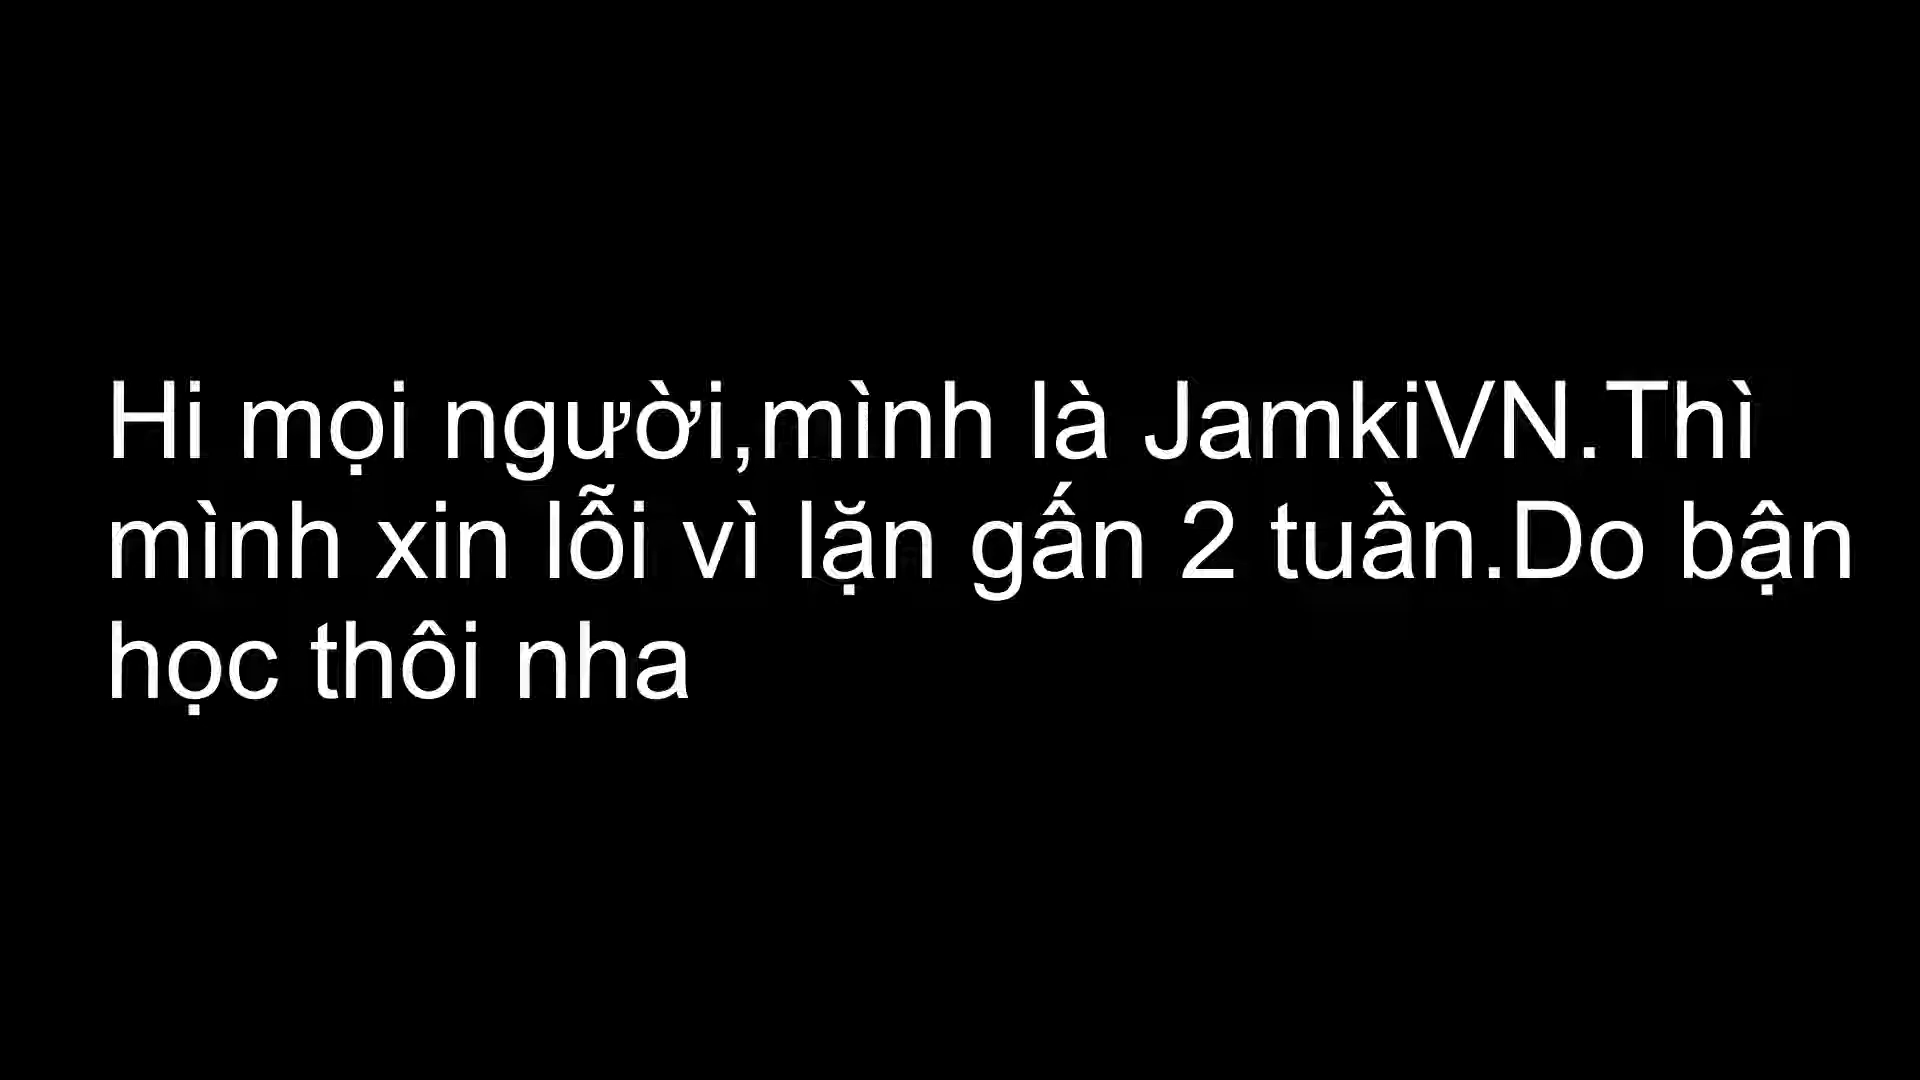 Hi mọi người,mình là JamkiVN.Thì
mình xin lỗi vì lặn gấn 2 tuần.Do bận
học thôi nha